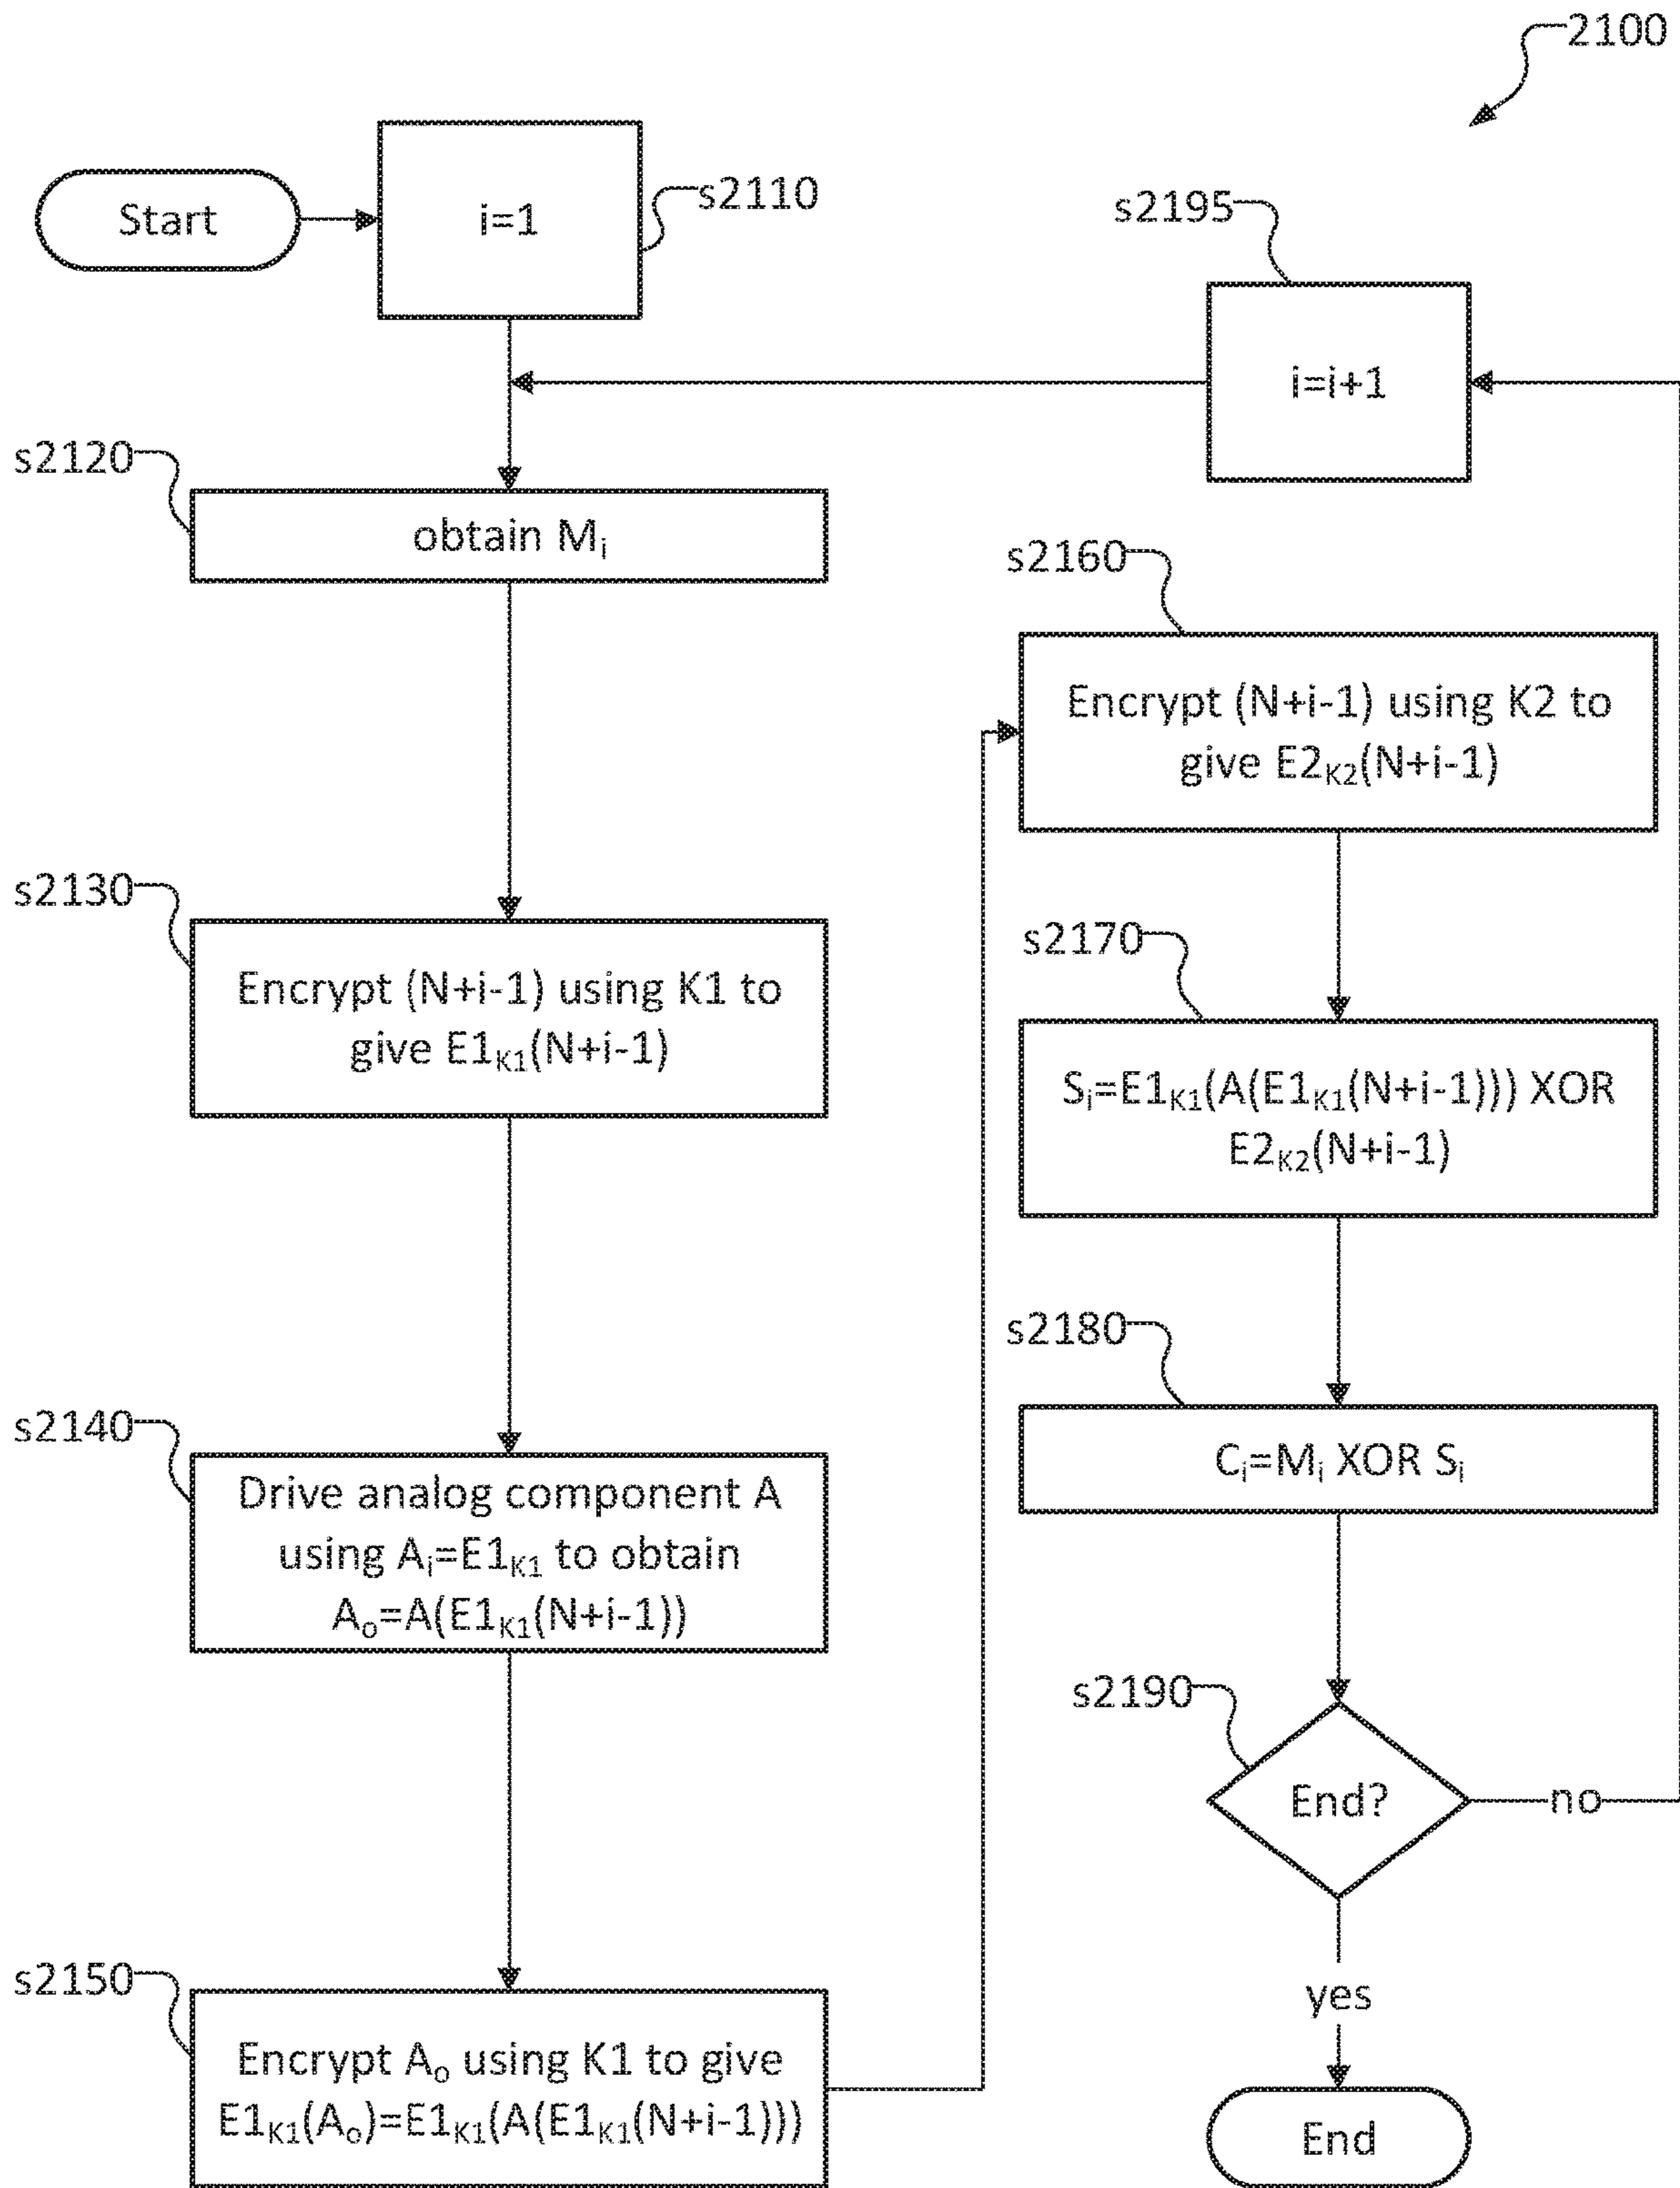 2100
Start
i=1
s2110
s2195
i=i+1
s2120
obtain Mᵢ
s2130
Encrypt (N+i-1) using K1 to
give E1ₖ₁(N+i-1)
s2140
Drive analog component A
using Aᵢ=E1ₖ₁ to obtain
Aₒ=A(E1ₖ₁(N+i-1))
s2150
Encrypt Aₒ using K1 to give
E1ₖ₁(Aₒ)=E1ₖ₁(A(E1ₖ₁(N+i-1)))
s2160
Encrypt (N+i-1) using K2 to
give E2ₖ₂(N+i-1)
s2170
Sᵢ=E1ₖ₁(A(E1ₖ₁(N+i-1))) XOR
E2ₖ₂(N+i-1)
s2180
Cᵢ=Mᵢ XOR Sᵢ
s2190
End?
no
yes
End